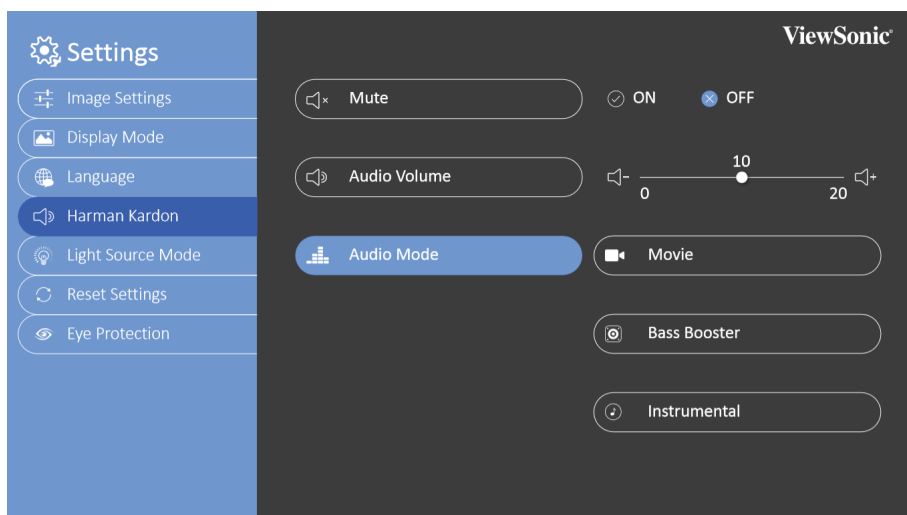 Settings
ViewSonic®
Image Settings
Display Mode
Language
Harman Kardon
Light Source Mode
Reset Settings
Eye Protection
Mute
ON
OFF
Audio Volume
10
0
20
Audio Mode
Movie
Bass Booster
Instrumental